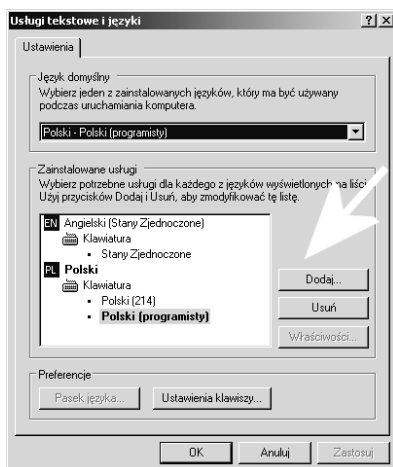 Usługi tekstowe i języki
Ustawienia
Język domyślny
Wybierz jeden z zainstalowanych języków, który ma być używany
podczas uruchamiania komputera.
Polski - Polski (programisty)
Zainstalowane usługi
Wybierz potrzebne usługi dla każdego z języków wyświetlonych na liści
Użyj przycisków Dodaj i Usuń, aby zmodyfikować tę listę.
EN Angielski (Stany Zjednoczone)
Klawiatura
• Stany Zjednoczone
PL Polski
Klawiatura
• Polski (214)
• Polski (programisty)
Dodaj...
Usuń
Właściwości...
Preferencje
Pasek języka... Ustawienia klawiszy...
OK Anuluj Zastosuj